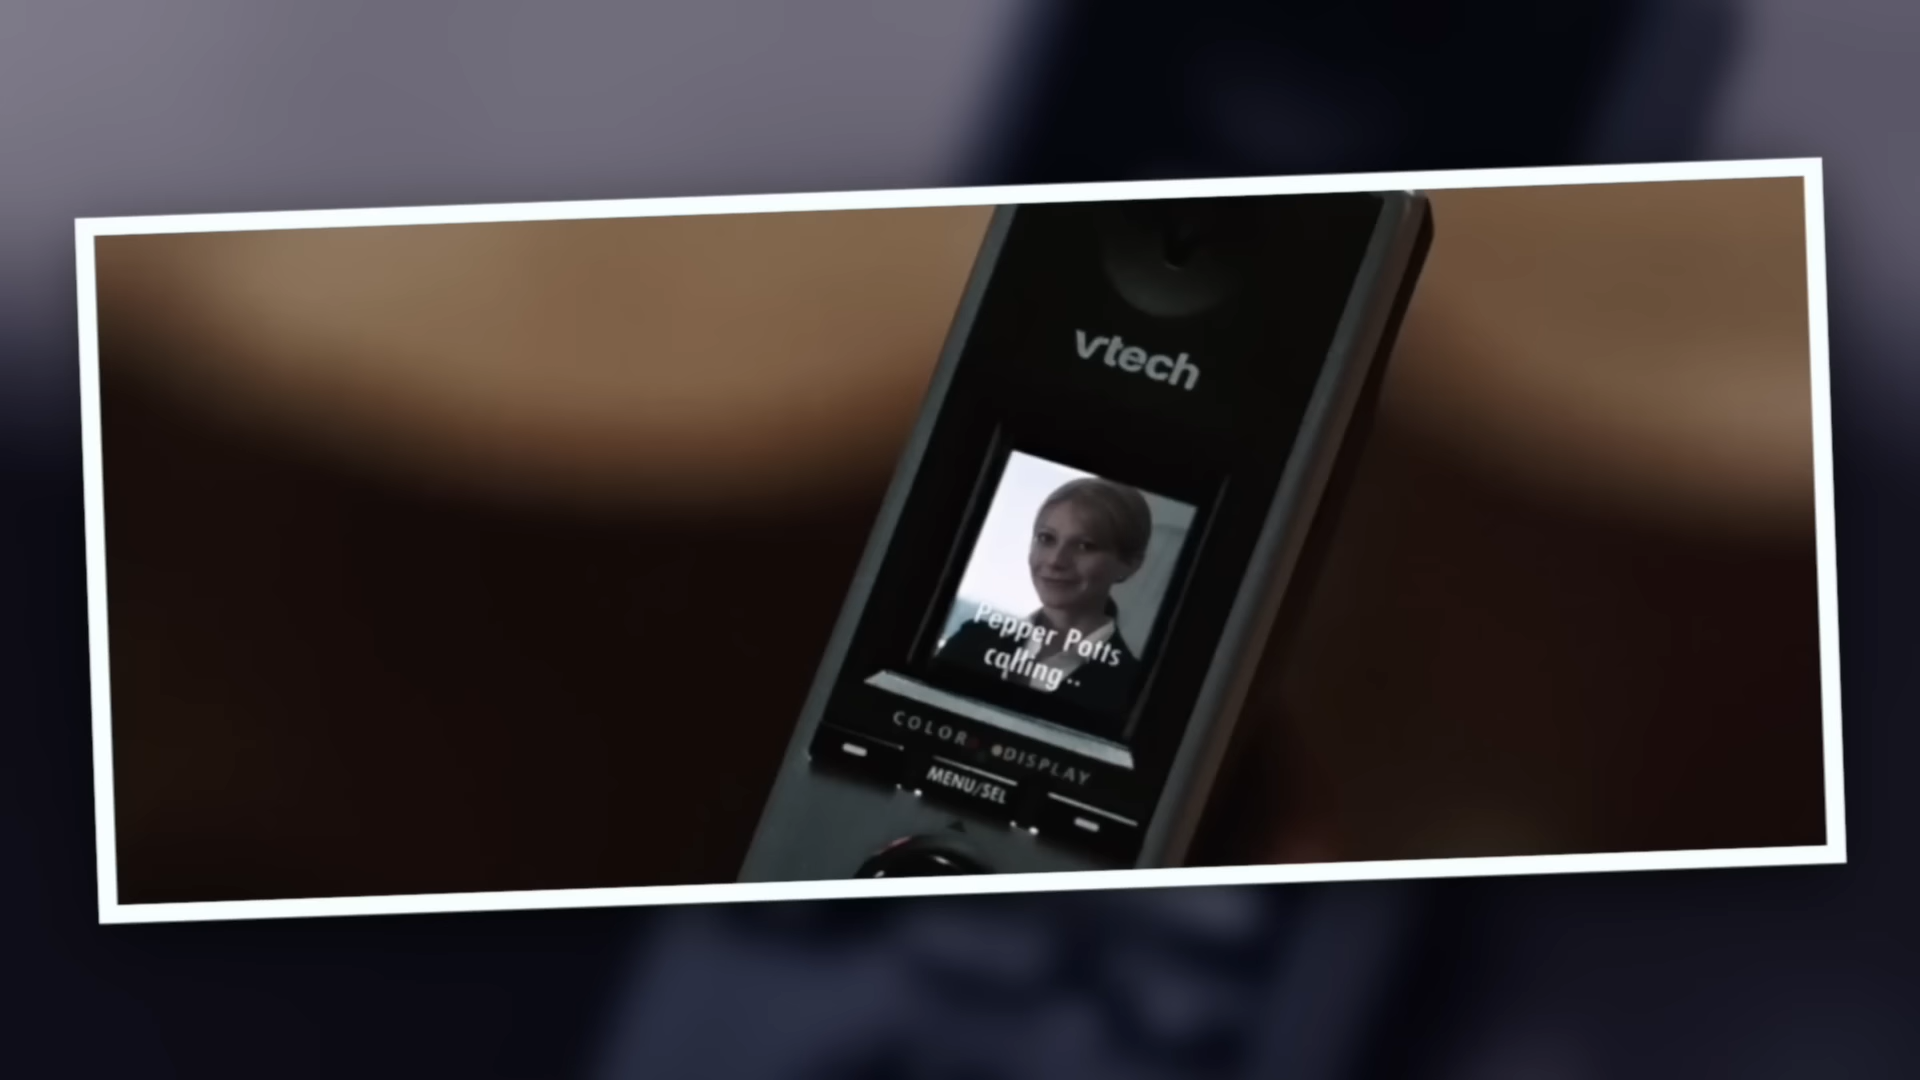 vtech
Pepper Potts
calling..
COLOR DISPLAY
MENU/SEL